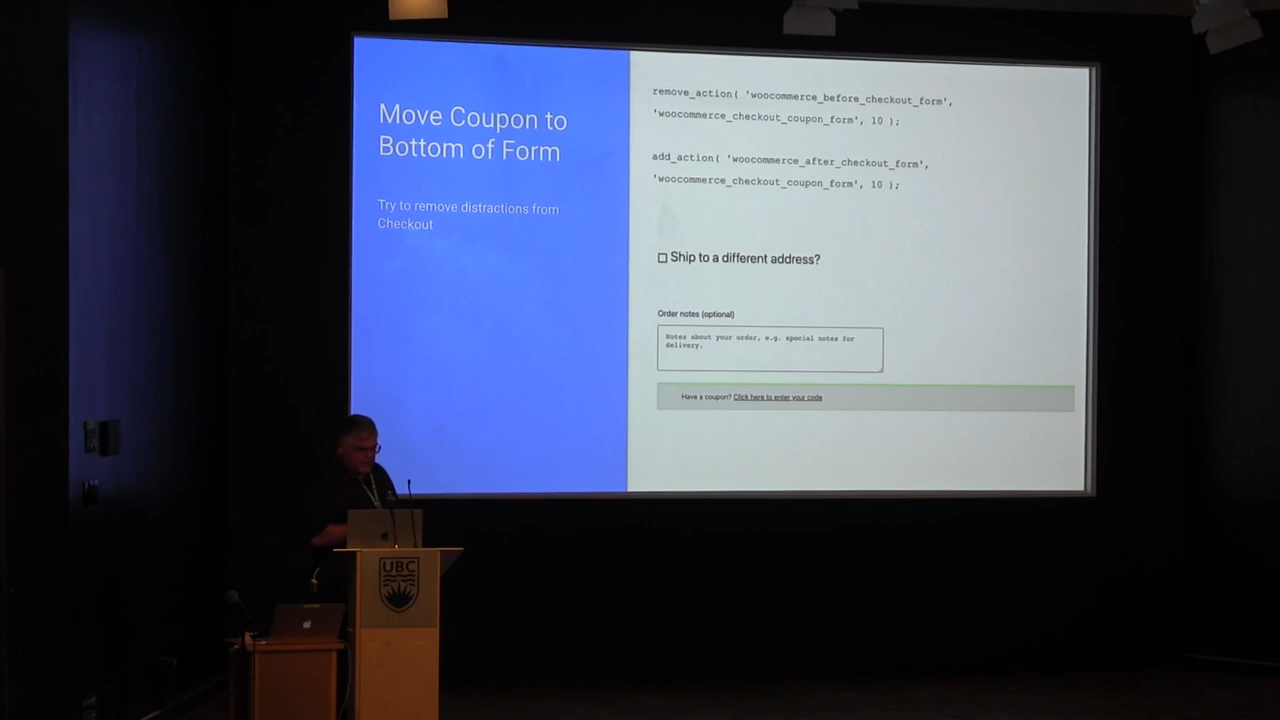 Move Coupon to
Bottom of Form
Try to remove distractions from
Checkout
remove_action( 'woocommerce_before_checkout_form',
'woocommerce_checkout_coupon_form', 10 );
add_action( 'woocommerce_after_checkout_form',
'woocommerce_checkout_coupon_form', 10 );
Ship to a different address?
Order notes (optional)
Notes about your order, e.g. special notes for
delivery.
Have a coupon? Click here to enter your code
UBC